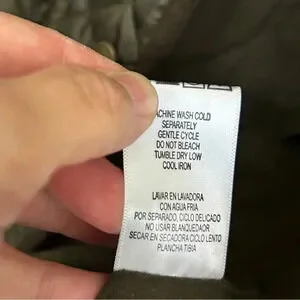 ACHINE WASH COLD
SEPARATELY
GENTLE CYCLE
DO NOT BLEACH
TUMBLE DRY LOW
COOL IRON
LAVAR EN LAVADORA
CON AGUA FRIA
POR SEPARADO, CICLO DELICADO
NO USAR BLANQUEADOR
SECAR EN SECADORA CICLO LENTO
PLANCHA TIBIA